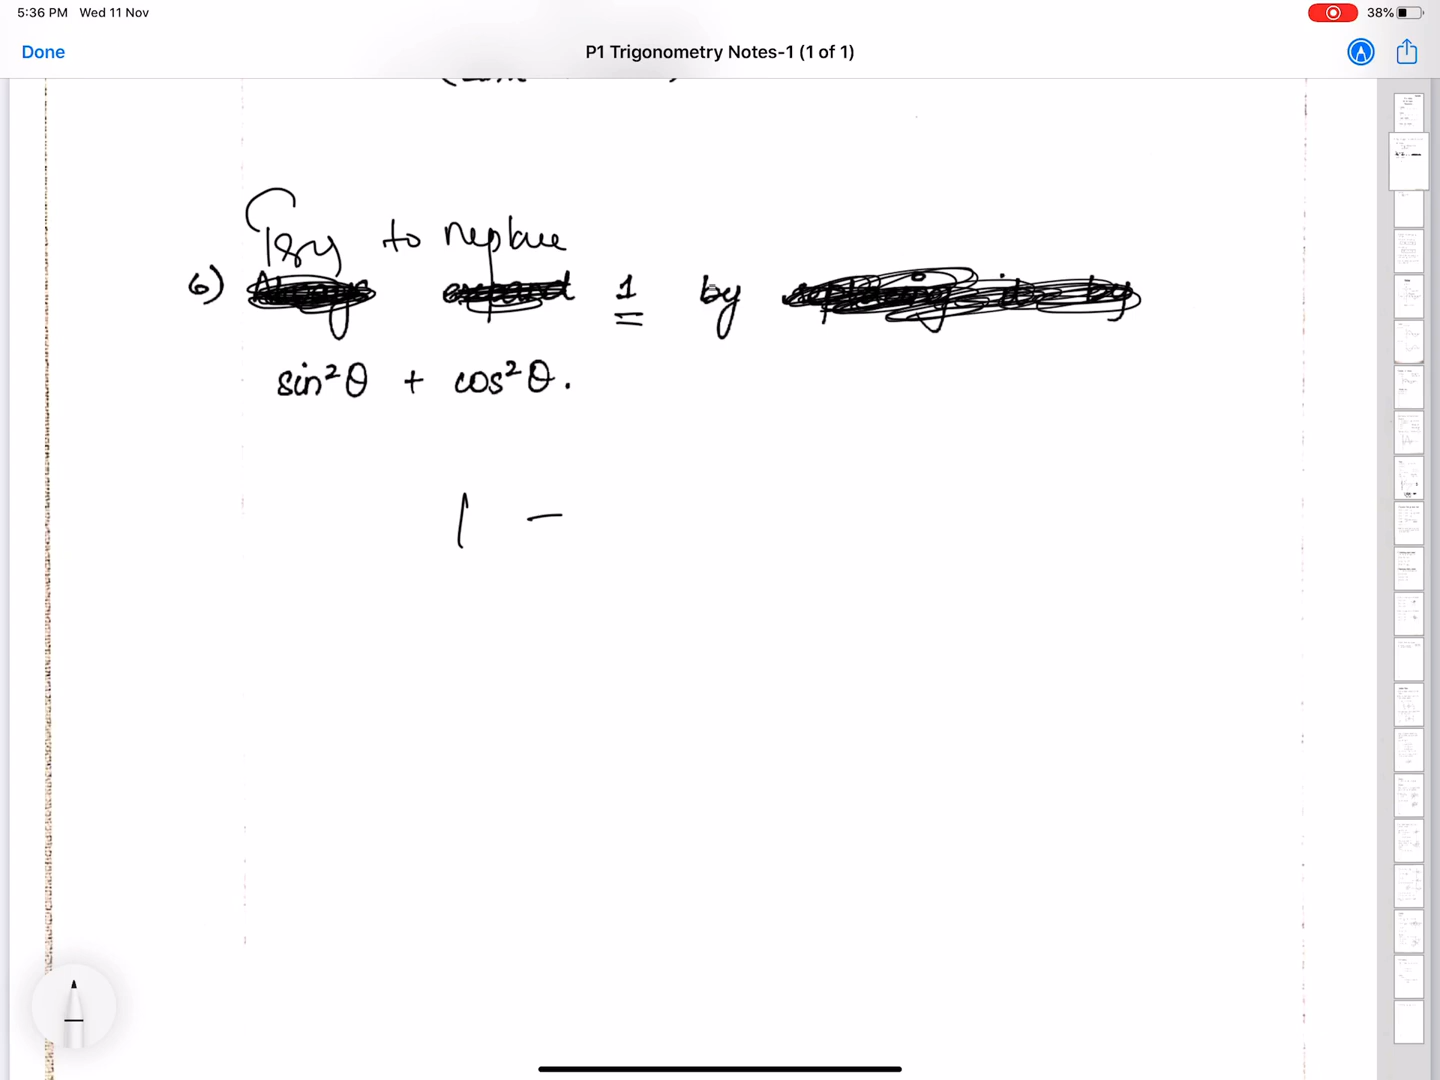 5:36 PM Wed 11 Nov 38%
Done P1 Trigonometry Notes-1 (1 of 1)
Try to replace
6) 1 by
sin²θ + cos²θ.
1 −